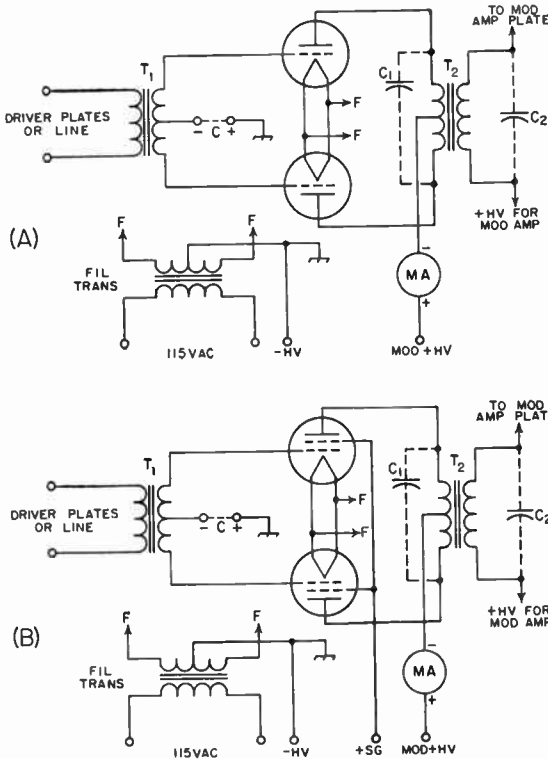 TO MOD
AMP PLATE
T1
C1
T2
C2
DRIVER PLATES
OR LINE
- C +
F
F
+HV FOR
MOO AMP
(A)
F
F
FIL
TRANS
-
MA
+
115VAC
-HV
MOO +HV
TO MOD
AMP PLAT
T1
C1
T2
C2
DRIVER PLATES
OR LINE
- C +
F
F
+HV FOR
MOD AMP
(B)
F
F
FIL
TRANS
-
MA
+
115VAC
-HV
+SG
MOD+HV